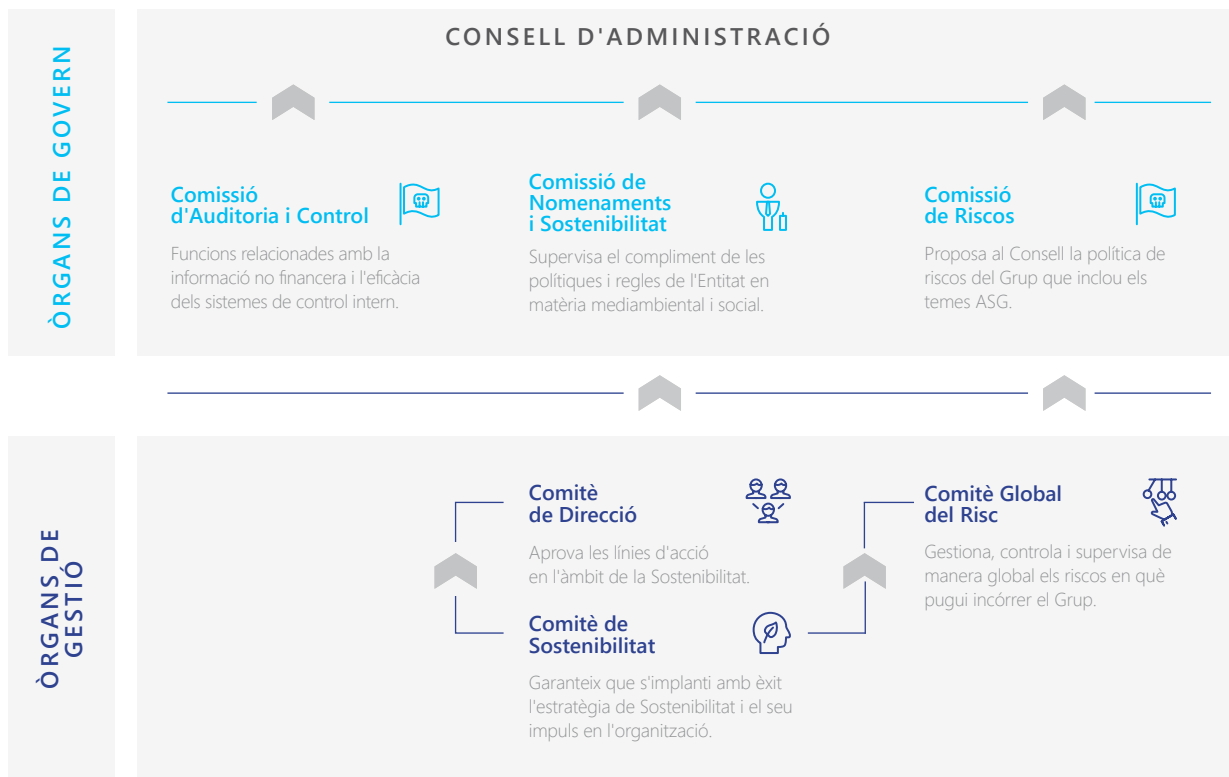 CONSELL D'ADMINISTRACIÓ
ÒRGANS DE GOVERN
Comissió
d'Auditoria i Control
Funcions relacionades amb la
informació no financera i l'eficàcia
dels sistemes de control intern.
Comissió de
Nomenaments
i Sostenibilitat
Supervisa el compliment de les
polítiques i regles de l'Entitat en
matèria mediambiental i social.
Comissió
de Riscos
Proposa al Consell la política de
riscos del Grup que inclou els
temes ASG.
ÒRGANS DE
GESTIÓ
Comitè
de Direcció
Aprova les línies d'acció
en l'àmbit de la Sostenibilitat.
Comitè de
Sostenibilitat
Garanteix que s'implanti amb èxit
l'estratègia de Sostenibilitat i el seu
impuls en l'organització.
Comitè Global
del Risc
Gestiona, controla i supervisa de
manera global els riscos en què
pugui incórrer el Grup.